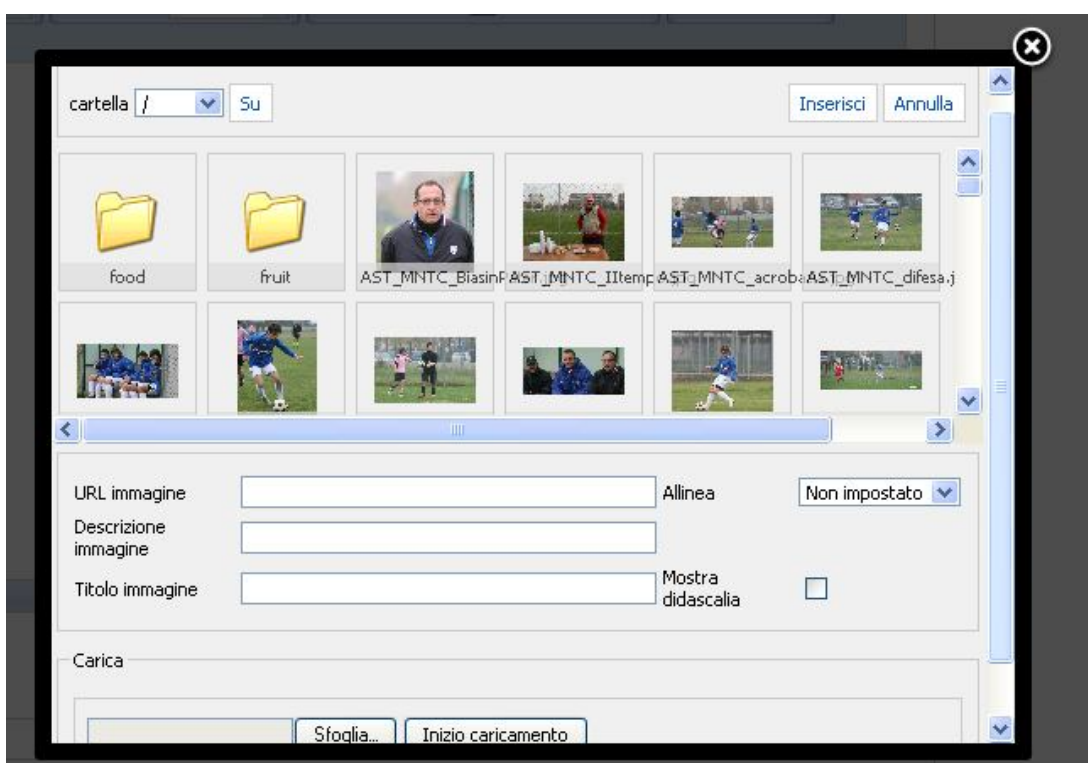 cartella / Su Inserisci Annulla
food fruit AST_MNTC_Biasin AST_MNTC_IItemp AST_MNTC_acroba AST_MNTC_difesa.j
URL immagine Allinea Non impostato
Descrizione
immagine
Titolo immagine Mostra
didascalia
Carica
Sfoglia... Inizio caricamento